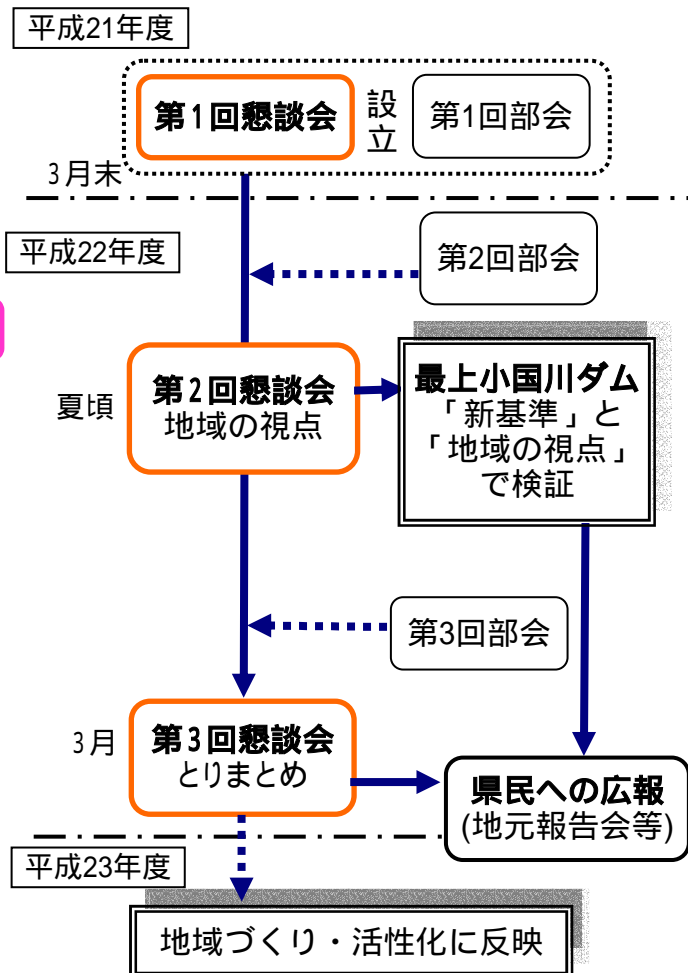 平成21年度
第1回懇談会
設立
第1回部会
3月末
平成22年度
第2回部会
夏頃
第2回懇談会
地域の視点
最上小国川ダム
「新基準」と
「地域の視点」
で検証
第3回部会
3月
第3回懇談会
とりまとめ
県民への広報
(地元報告会等)
平成23年度
地域づくり・活性化に反映